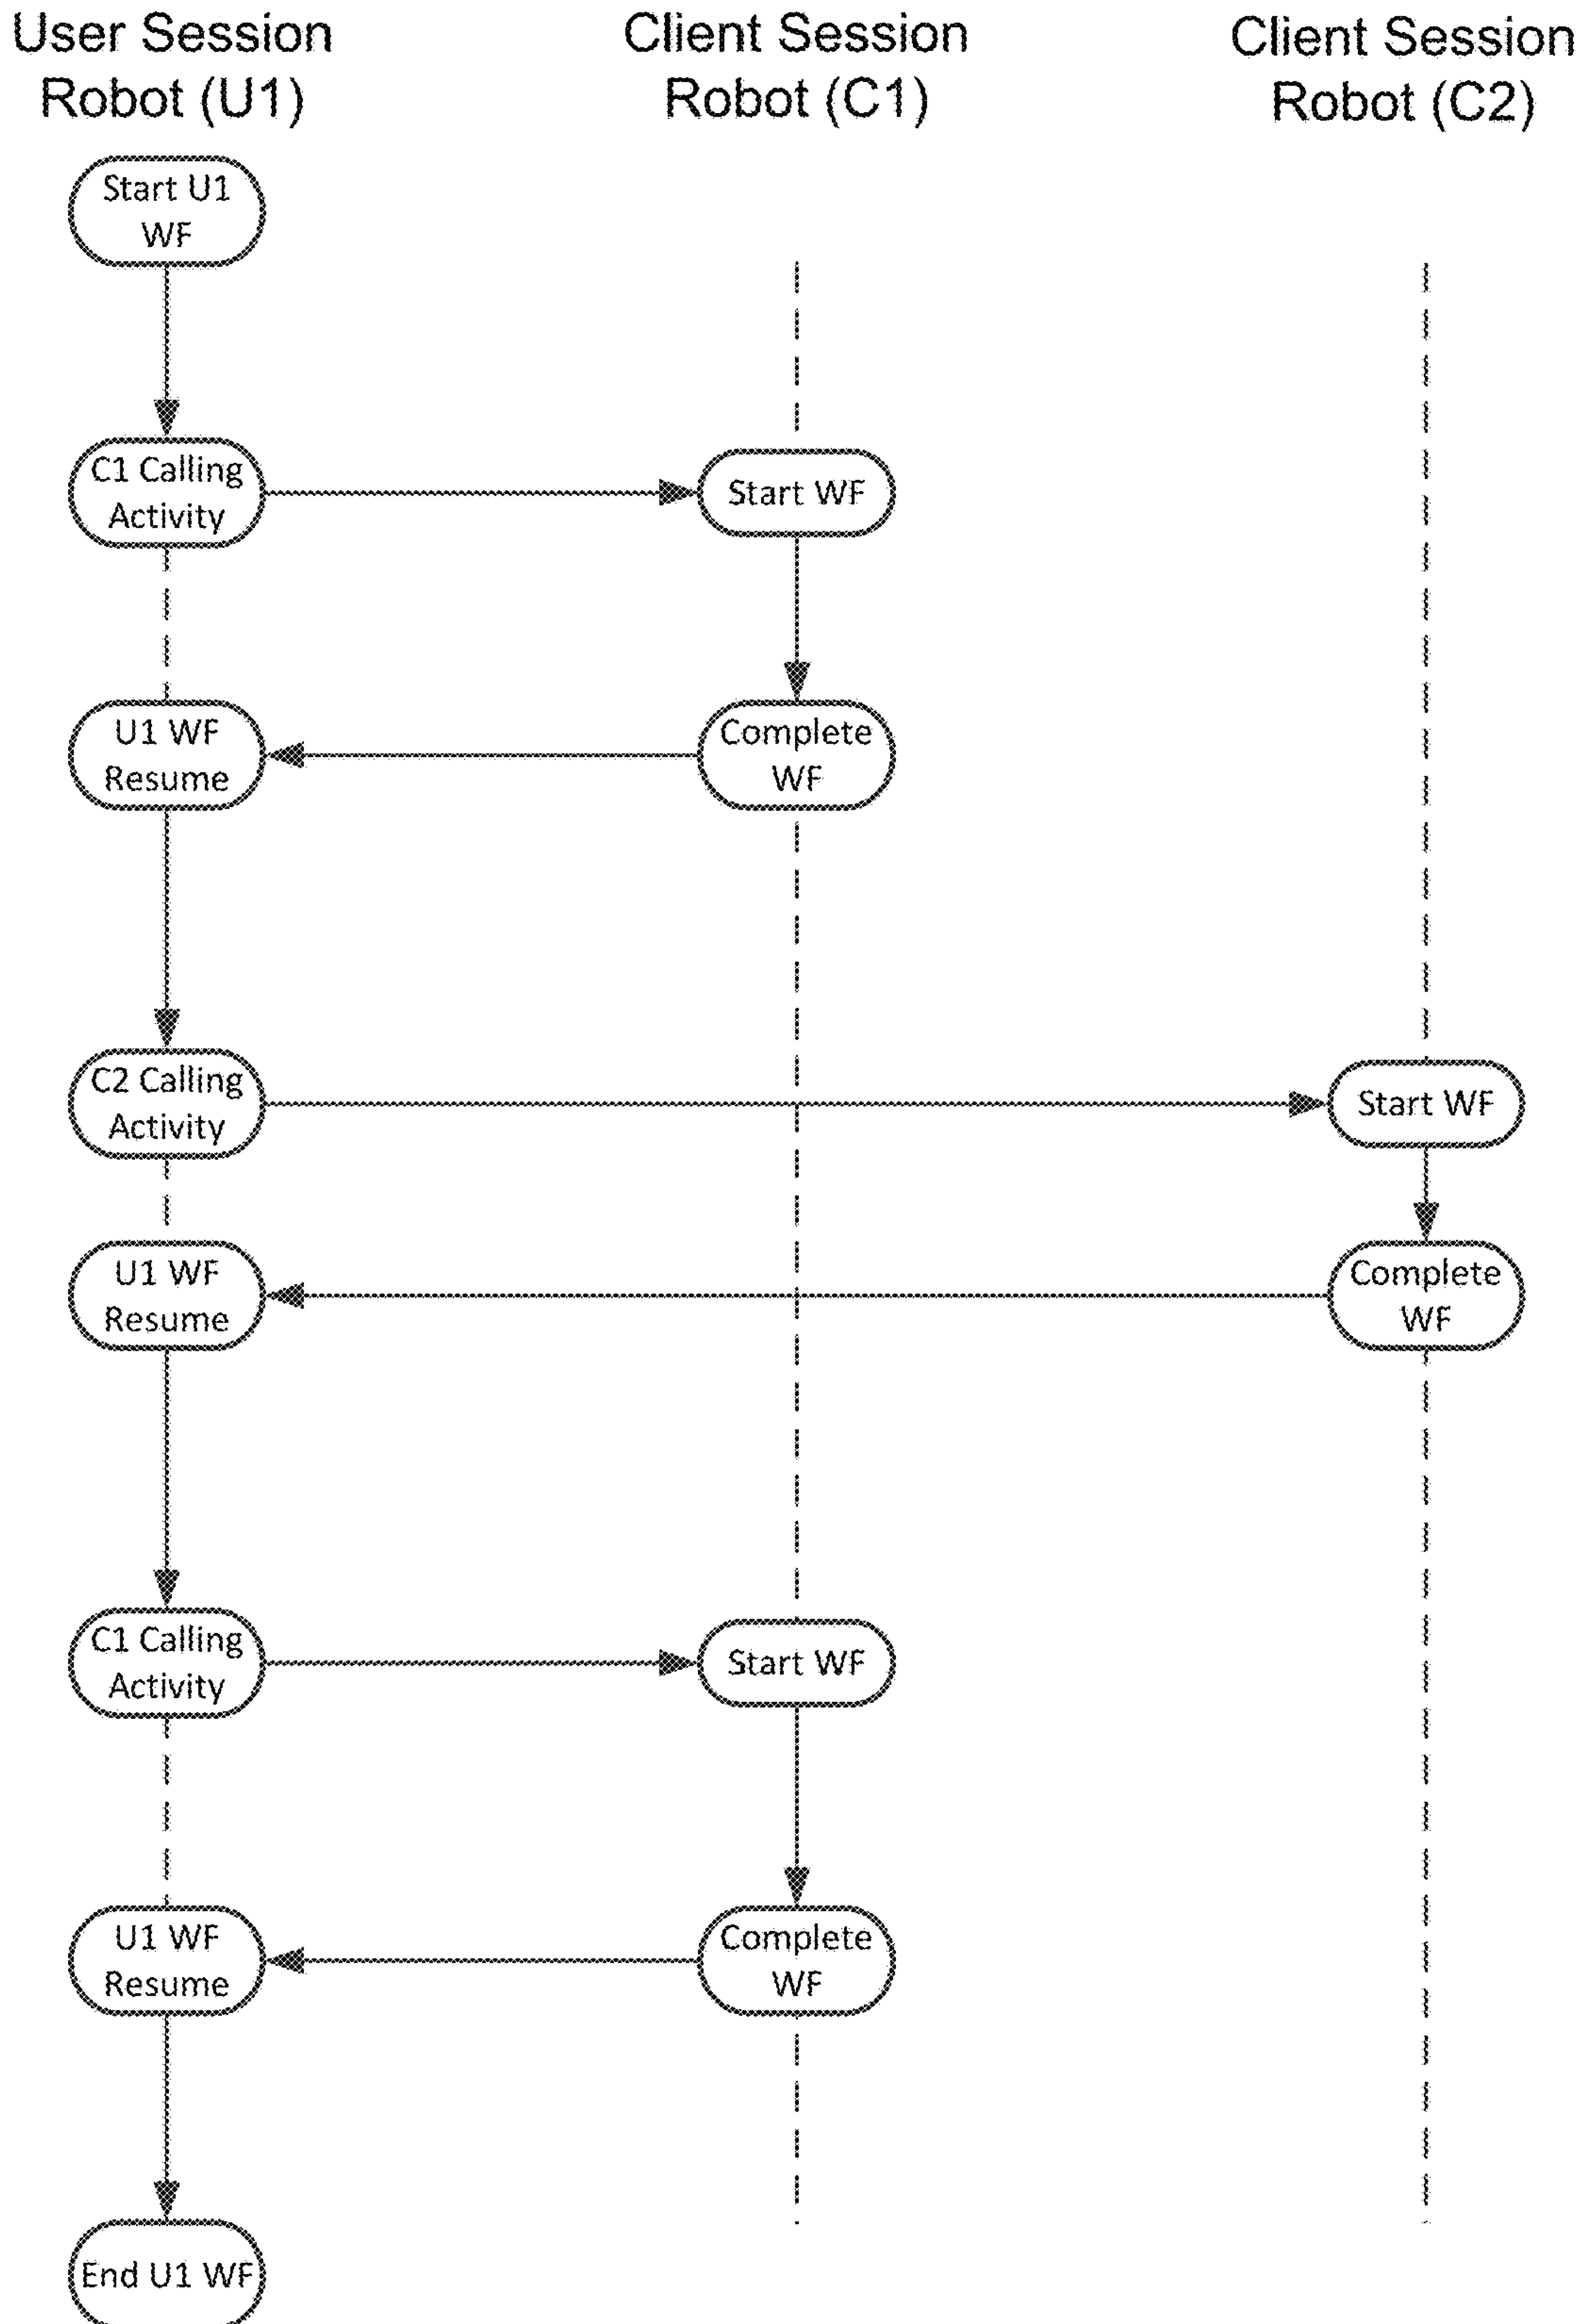 User Session
Robot (U1)
Client Session
Robot (C1)
Client Session
Robot (C2)
Start U1
WF
C1 Calling
Activity
Start WF
U1 WF
Resume
Complete
WF
C2 Calling
Activity
Start WF
U1 WF
Resume
Complete
WF
C1 Calling
Activity
Start WF
U1 WF
Resume
Complete
WF
End U1 WF